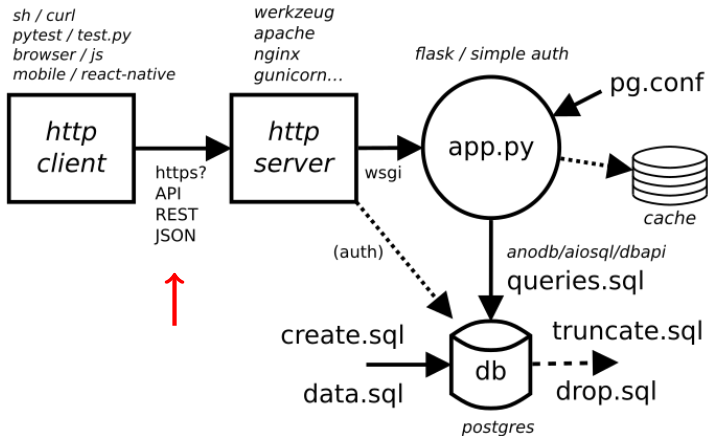 sh / curl
pytest / test.py
browser / js
mobile / react-native
http
client
https?
API
REST
JSON
werkzeug
apache
nginx
gunicorn...
http
server
wsgi
(auth)
flask / simple auth
app.py
pg.conf
cache
anodb/aiosql/dbapi
queries.sql
create.sql
data.sql
db
postgres
truncate.sql
drop.sql